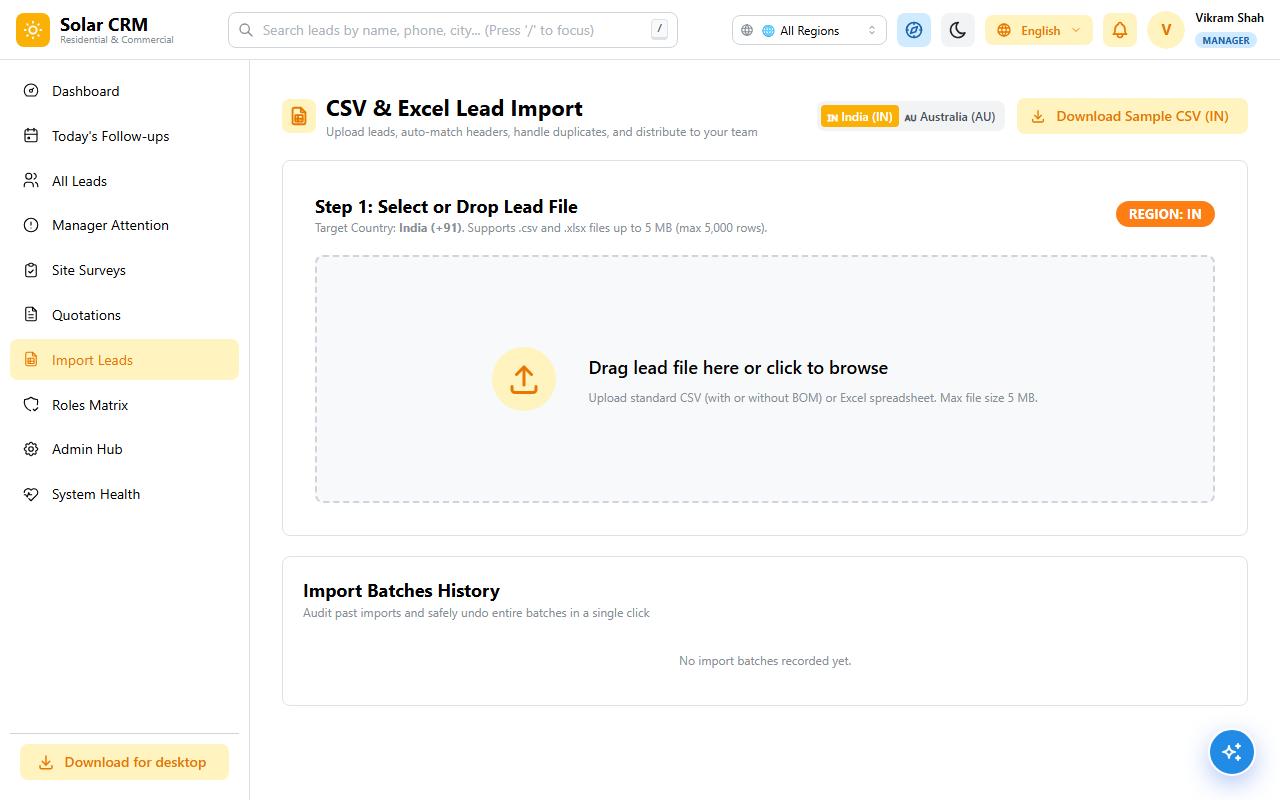 Solar CRM
Residential & Commercial
Search leads by name, phone, city... (Press '/' to focus)
/
All Regions
English
V
Vikram Shah
MANAGER
Dashboard
Today's Follow-ups
All Leads
Manager Attention
Site Surveys
Quotations
Import Leads
Roles Matrix
Admin Hub
System Health
Download for desktop
CSV & Excel Lead Import
Upload leads, auto-match headers, handle duplicates, and distribute to your team
IN India (IN)
AU Australia (AU)
Download Sample CSV (IN)
Step 1: Select or Drop Lead File
Target Country: India (+91). Supports .csv and .xlsx files up to 5 MB (max 5,000 rows).
REGION: IN
Drag lead file here or click to browse
Upload standard CSV (with or without BOM) or Excel spreadsheet. Max file size 5 MB.
Import Batches History
Audit past imports and safely undo entire batches in a single click
No import batches recorded yet.